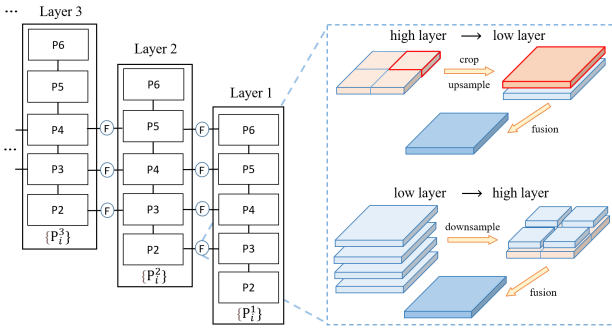 ...
Layer 3
P6
P5
P4
P3
P2
{P_i^3}
...
Layer 2
P6
P5
P4
P3
P2
{P_i^2}
Layer 1
P6
P5
P4
P3
P2
{P_i^1}
F
F
F
F
F
F
F
high layer → low layer
crop
upsample
fusion
low layer → high layer
downsample
fusion